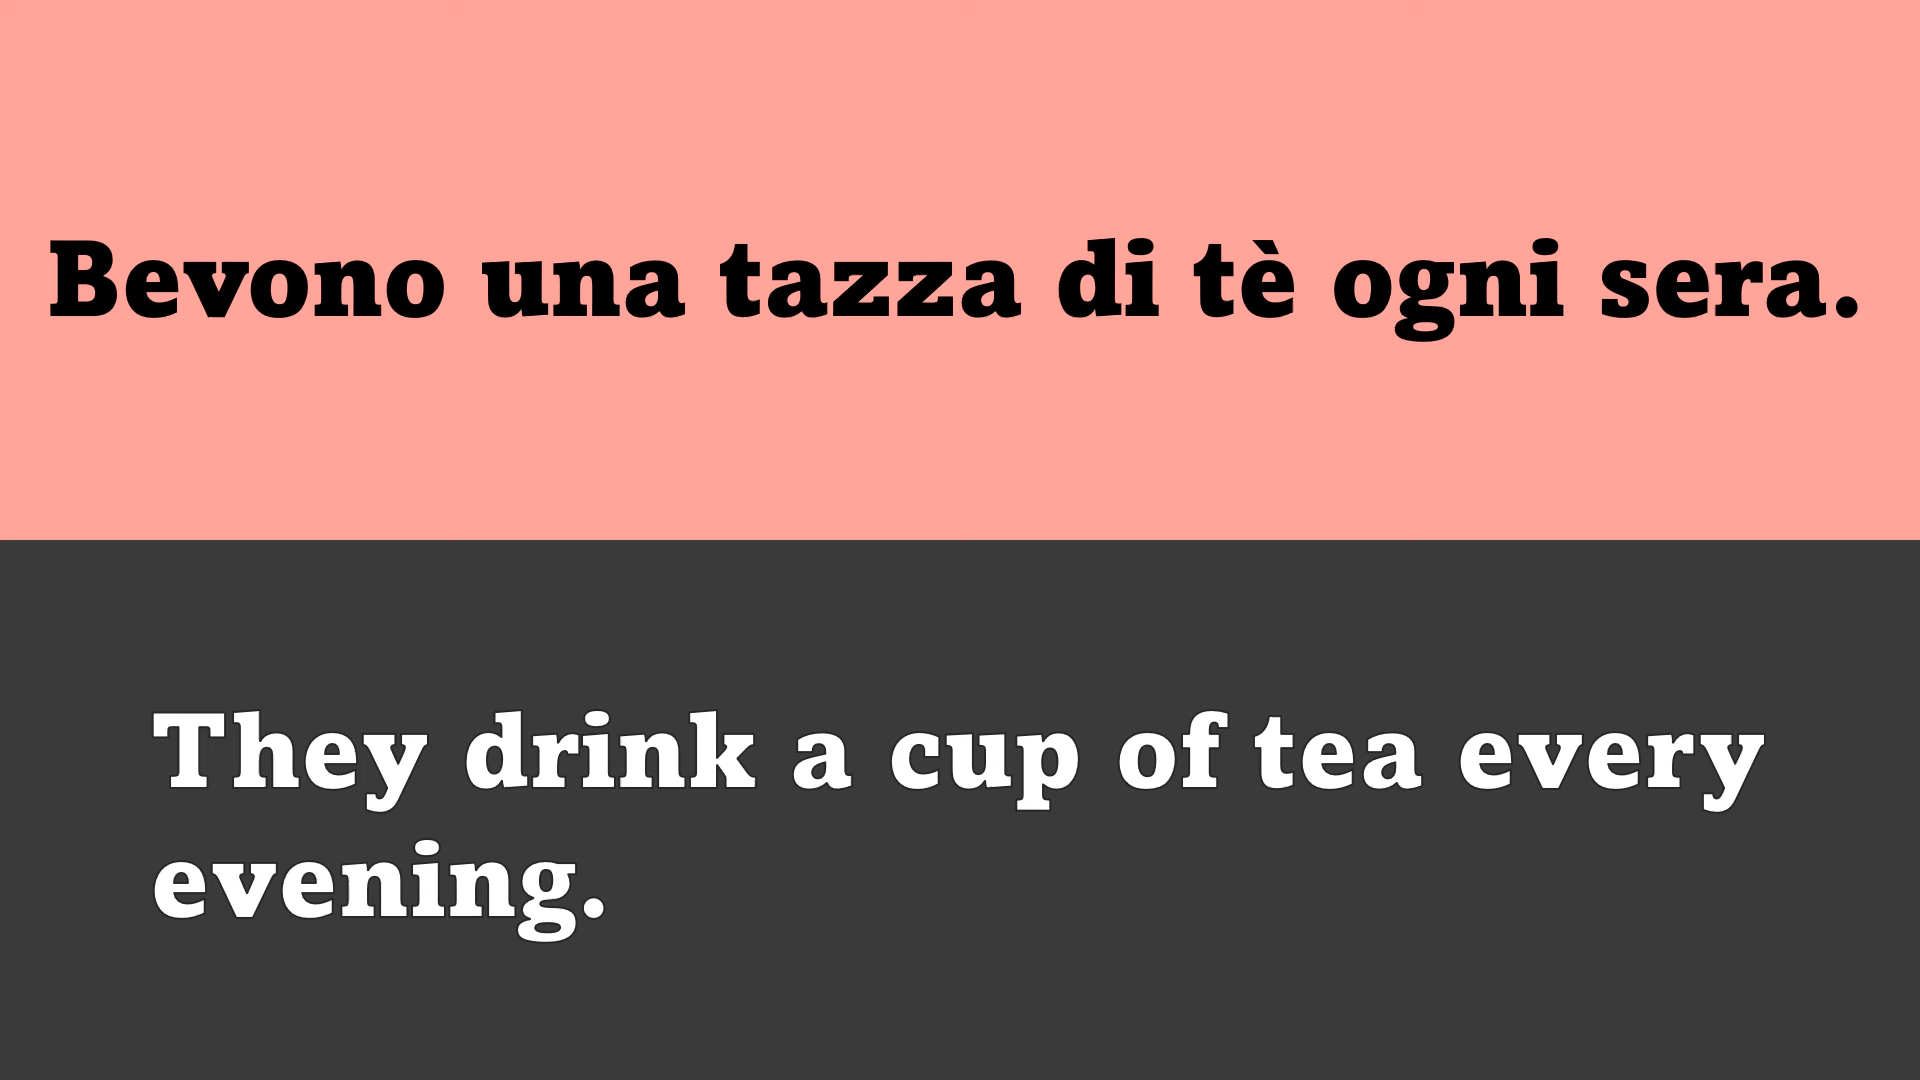 Bevono una tazza di tè ogni sera.
They drink a cup of tea every
evening.